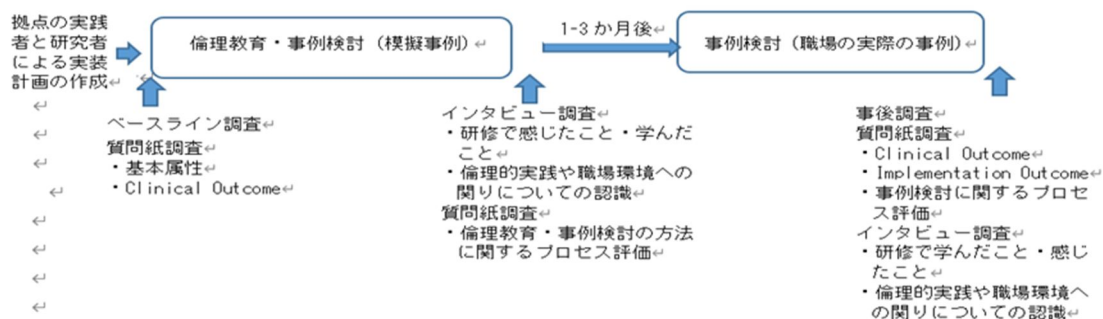 拠点の実践
者と研究者
による実装
計画の作成↵
倫理教育・事例検討（模擬事例）↵
1-3か月後↵
事例検討（職場の実際の事例）↵
ベースライン調査↵
質問紙調査↵
・基本属性↵
・Clinical Outcome↵
インタビュー調査↵
・研修で感じたこと・学んだ
こと↵
・倫理的実践や職場環境への
関りについての認識↵
質問紙調査↵
・倫理教育・事例検討の方法
に関するプロセス評価↵
事後調査↵
質問紙調査↵
・Clinical Outcome↵
・Implementation Outcome↵
・事例検討に関するプロセ
ス評価↵
インタビュー調査↵
・研修で学んだこと・感じ
たこと↵
・倫理的実践や職場環境へ
の関りについての認識↵